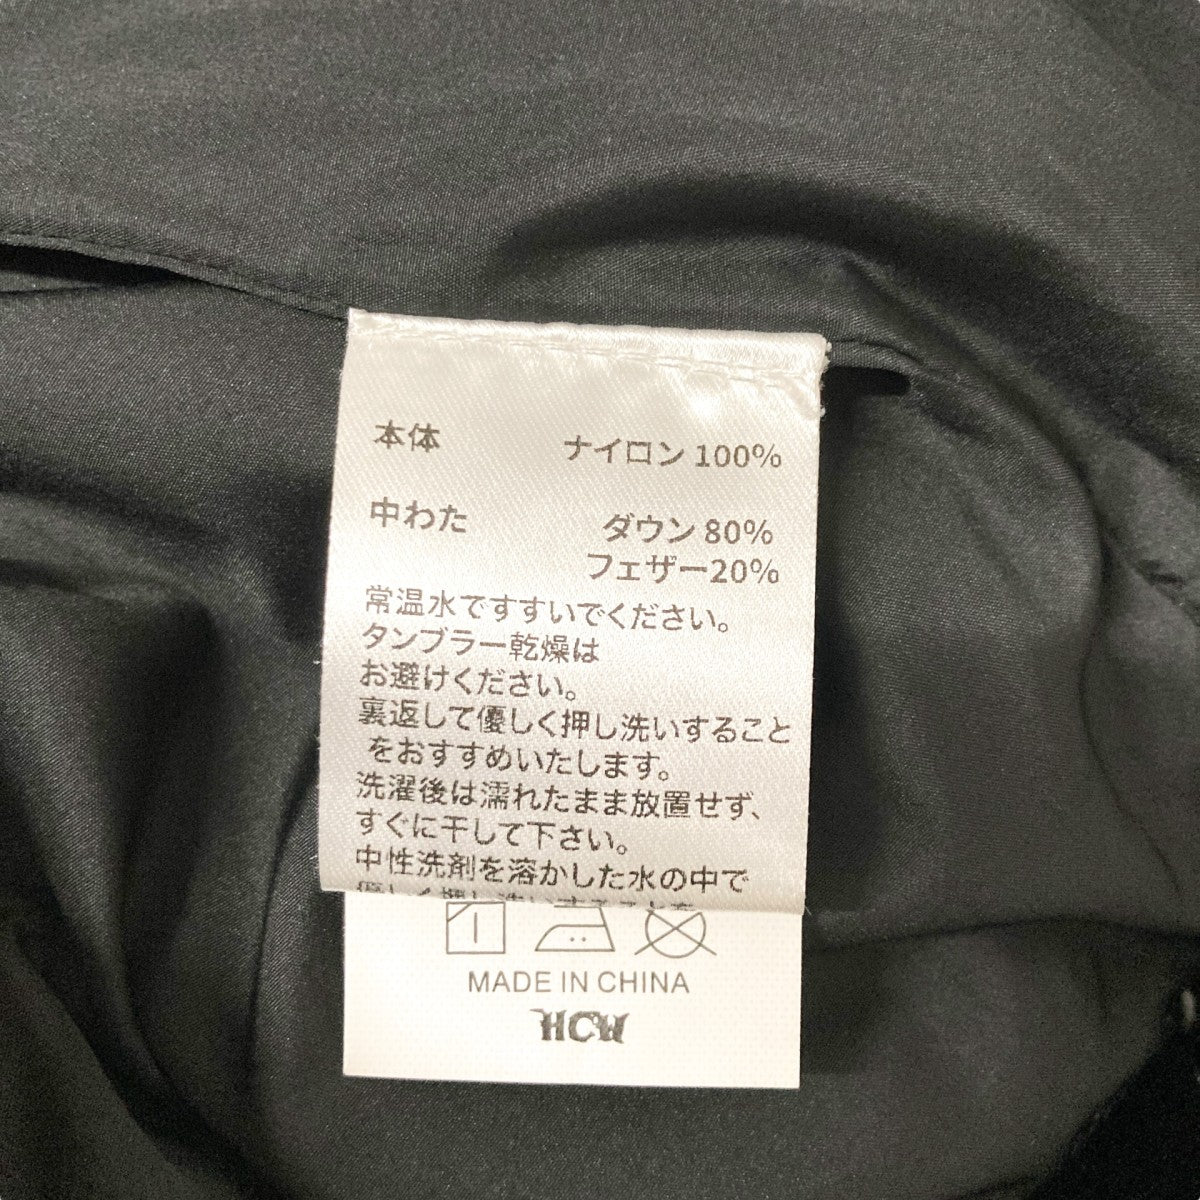 本体 ナイロン 100%
中わた ダウン 80%
フェザー20%
常温水ですすいでください。
タンブラー乾燥は
お避けください。
裏返して優しく押し洗いすること
をおすすめいたします。
洗濯後は濡れたまま放置せず、
すぐに干して下さい。
中性洗剤を溶かした水の中で
MADE IN CHINA